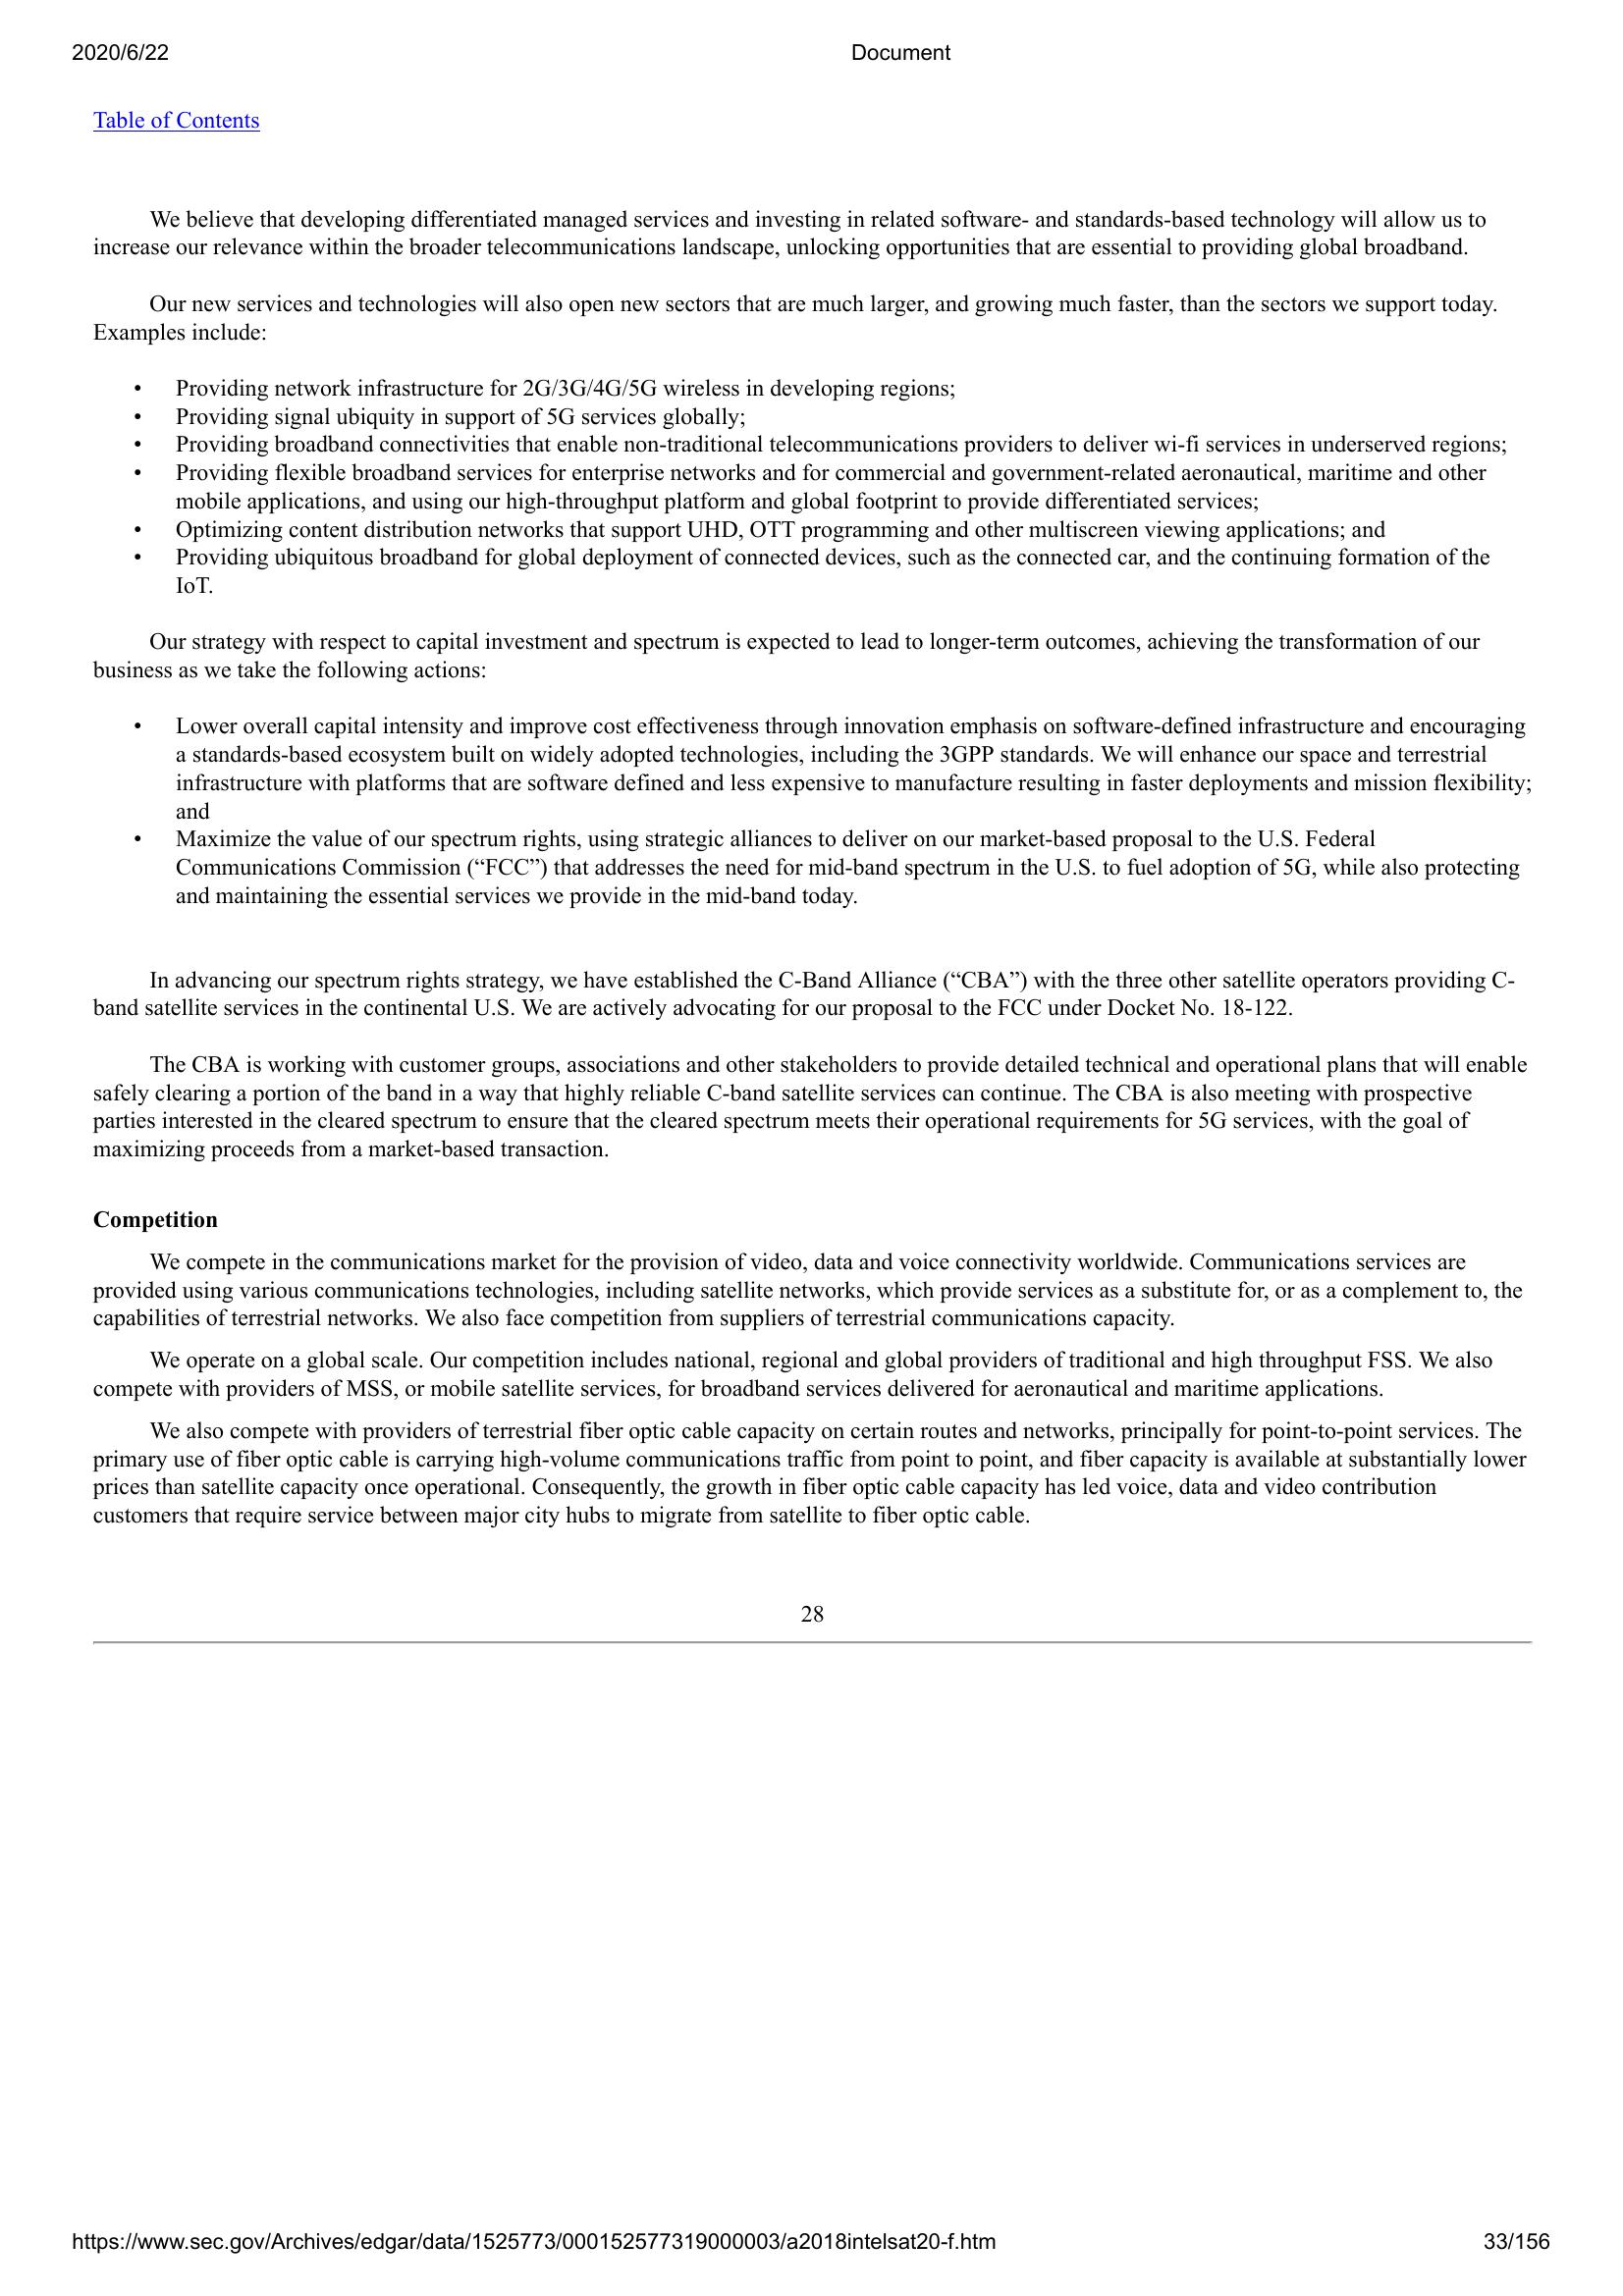 2020/6/22
Document
Table of Contents
We believe that developing differentiated managed services and investing in related software- and standards-based technology will allow us to
increase our relevance within the broader telecommunications landscape, unlocking opportunities that are essential to providing global broadband.
Our new services and technologies will also open new sectors that are much larger, and growing much faster, than the sectors we support today.
Examples include:
• Providing network infrastructure for 2G/3G/4G/5G wireless in developing regions;
• Providing signal ubiquity in support of 5G services globally;
• Providing broadband connectivities that enable non-traditional telecommunications providers to deliver wi-fi services in underserved regions;
• Providing flexible broadband services for enterprise networks and for commercial and government-related aeronautical, maritime and other
mobile applications, and using our high-throughput platform and global footprint to provide differentiated services;
• Optimizing content distribution networks that support UHD, OTT programming and other multiscreen viewing applications; and
• Providing ubiquitous broadband for global deployment of connected devices, such as the connected car, and the continuing formation of the
IoT.
Our strategy with respect to capital investment and spectrum is expected to lead to longer-term outcomes, achieving the transformation of our
business as we take the following actions:
• Lower overall capital intensity and improve cost effectiveness through innovation emphasis on software-defined infrastructure and encouraging
a standards-based ecosystem built on widely adopted technologies, including the 3GPP standards. We will enhance our space and terrestrial
infrastructure with platforms that are software defined and less expensive to manufacture resulting in faster deployments and mission flexibility;
and
• Maximize the value of our spectrum rights, using strategic alliances to deliver on our market-based proposal to the U.S. Federal
Communications Commission (“FCC”) that addresses the need for mid-band spectrum in the U.S. to fuel adoption of 5G, while also protecting
and maintaining the essential services we provide in the mid-band today.
In advancing our spectrum rights strategy, we have established the C-Band Alliance (“CBA”) with the three other satellite operators providing C-
band satellite services in the continental U.S. We are actively advocating for our proposal to the FCC under Docket No. 18-122.
The CBA is working with customer groups, associations and other stakeholders to provide detailed technical and operational plans that will enable
safely clearing a portion of the band in a way that highly reliable C-band satellite services can continue. The CBA is also meeting with prospective
parties interested in the cleared spectrum to ensure that the cleared spectrum meets their operational requirements for 5G services, with the goal of
maximizing proceeds from a market-based transaction.
Competition
We compete in the communications market for the provision of video, data and voice connectivity worldwide. Communications services are
provided using various communications technologies, including satellite networks, which provide services as a substitute for, or as a complement to, the
capabilities of terrestrial networks. We also face competition from suppliers of terrestrial communications capacity.
We operate on a global scale. Our competition includes national, regional and global providers of traditional and high throughput FSS. We also
compete with providers of MSS, or mobile satellite services, for broadband services delivered for aeronautical and maritime applications.
We also compete with providers of terrestrial fiber optic cable capacity on certain routes and networks, principally for point-to-point services. The
primary use of fiber optic cable is carrying high-volume communications traffic from point to point, and fiber capacity is available at substantially lower
prices than satellite capacity once operational. Consequently, the growth in fiber optic cable capacity has led voice, data and video contribution
customers that require service between major city hubs to migrate from satellite to fiber optic cable.
28
https://www.sec.gov/Archives/edgar/data/1525773/000152577319000003/a2018intelsat20-f.htm
33/156